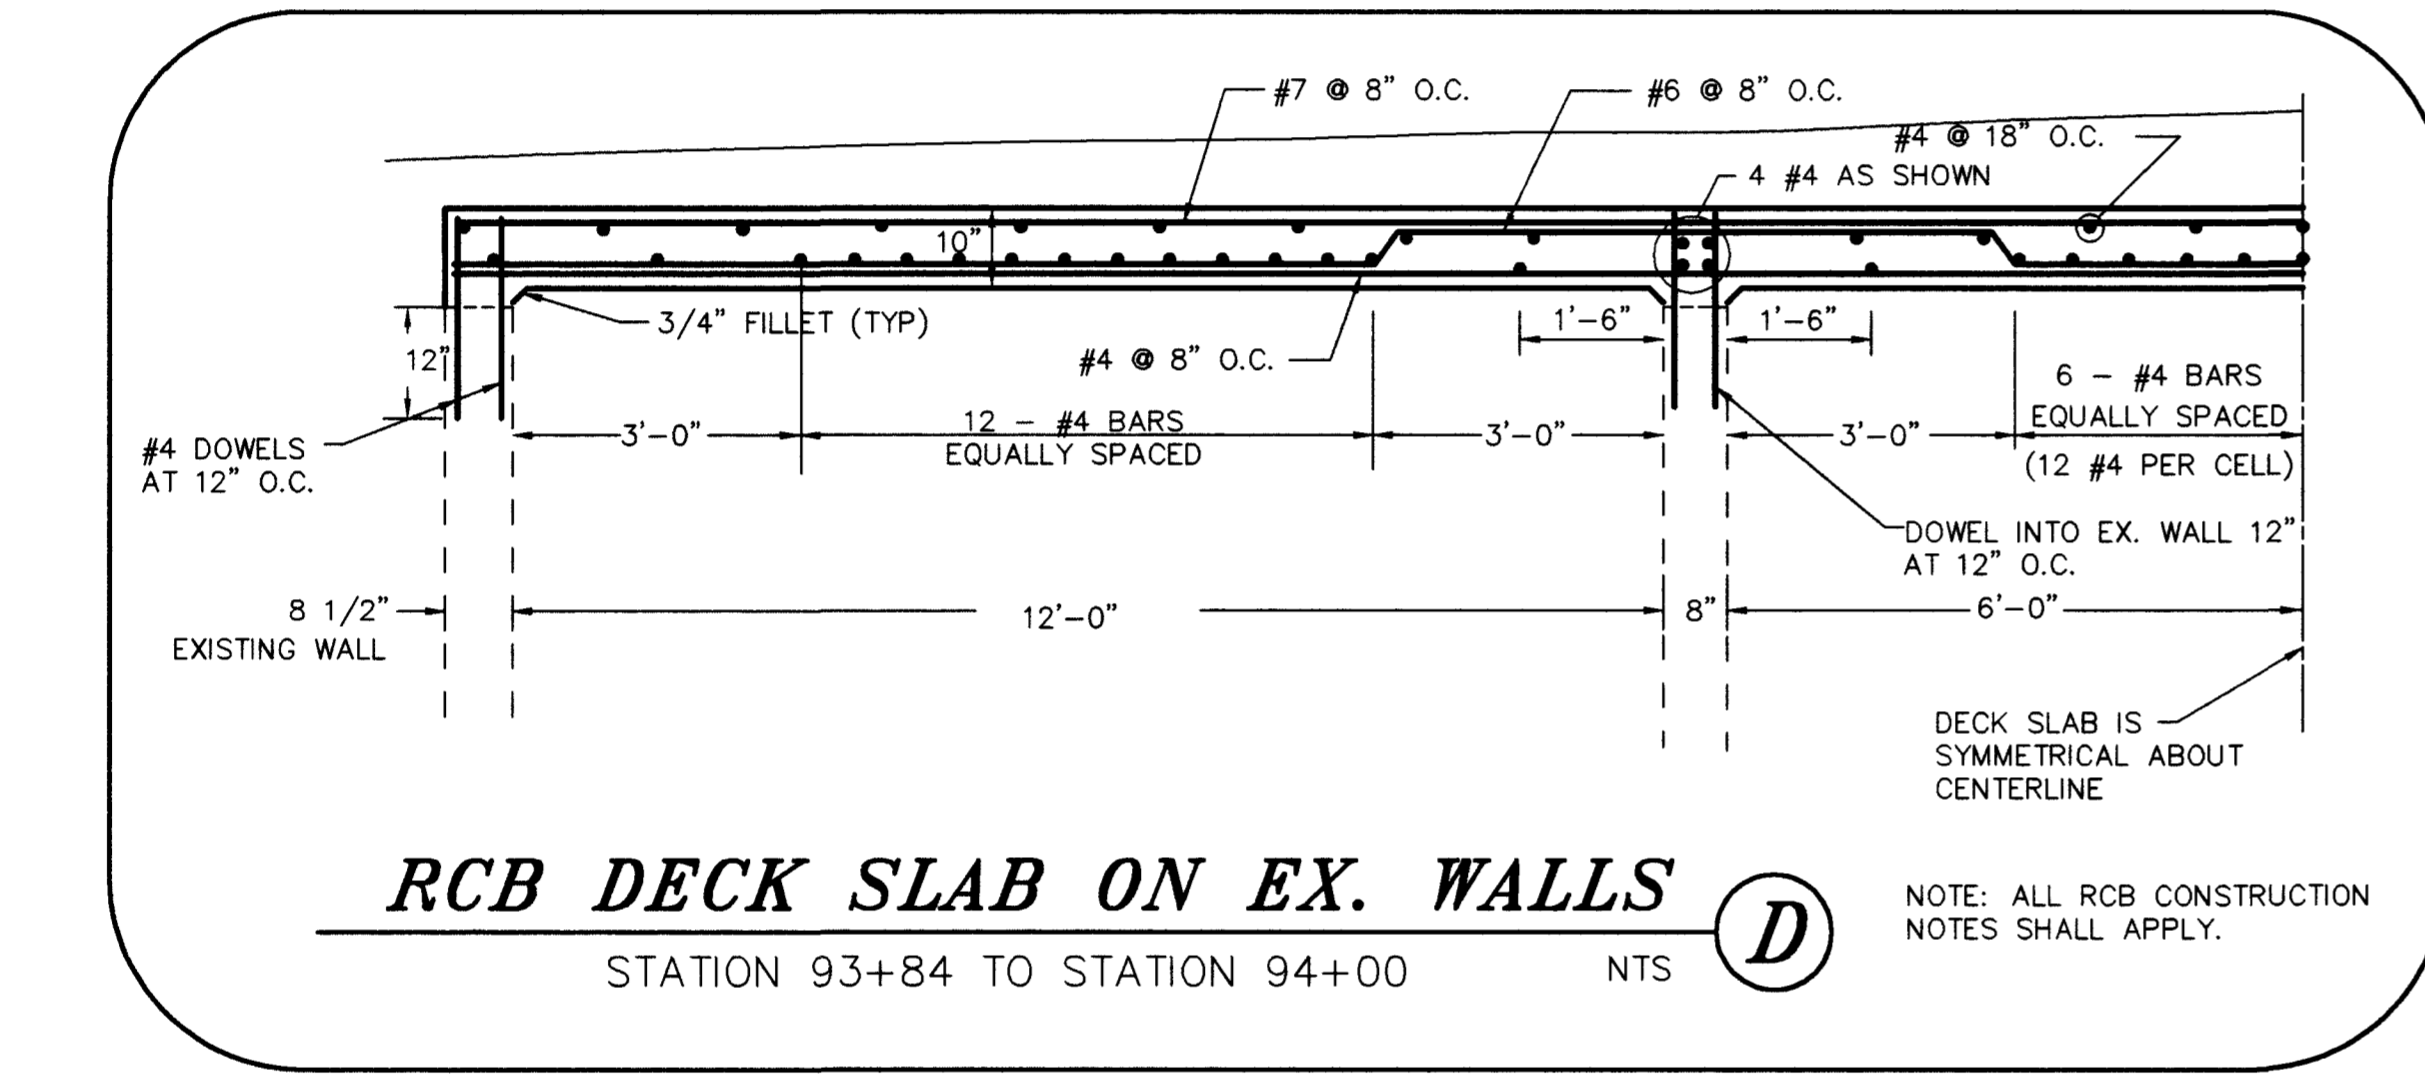 #7 @ 8” O.C.
#6 @ 8” O.C.
#4 @ 18” O.C.
4 #4 AS SHOWN
10”
3/4” FILLET (TYP)
12”
#4 @ 8” O.C.
1’-6”
1’-6”
6 - #4 BARS
EQUALLY SPACED
(12 #4 PER CELL)
#4 DOWELS
AT 12” O.C.
3’-0”
12 - #4 BARS
EQUALLY SPACED
3’-0”
3’-0”
DOWEL INTO EX. WALL 12”
AT 12” O.C.
8 1/2”
EXISTING WALL
12’-0”
8”
6’-0”
DECK SLAB IS
SYMMETRICAL ABOUT
CENTERLINE
RCB DECK SLAB ON EX. WALLS
D
STATION 93+84 TO STATION 94+00
NTS
NOTE: ALL RCB CONSTRUCTION
NOTES SHALL APPLY.